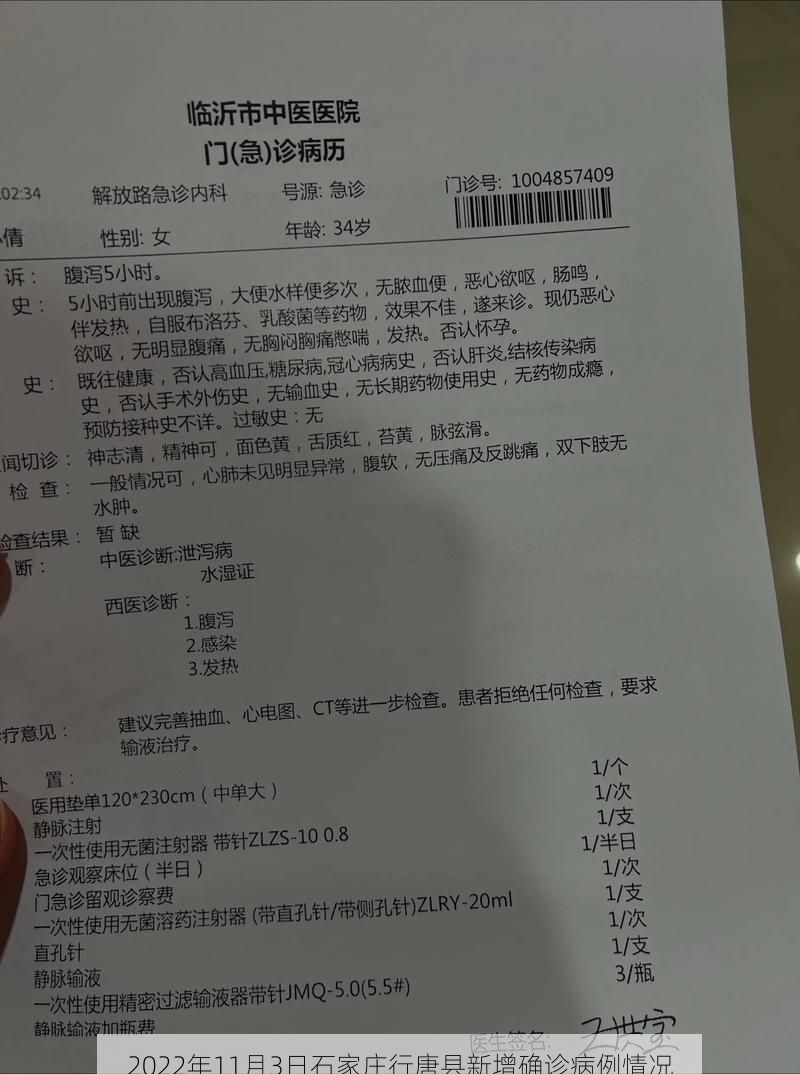 临沂市中医医院
门(急)诊病历
02:34 解放路急诊内科 号源: 急诊 门诊号: 1004857409
倩 性别: 女 年龄: 34岁
诉： 腹泻5小时。
史： 5小时前出现腹泻，大便水样便多次，无脓血便，恶心欲呕，肠鸣，
伴发热，自服布洛芬、乳酸菌等药物，效果不佳，遂来诊。现仍恶心
欲呕，无明显腹痛，无胸闷胸痛憋喘，发热。否认怀孕。
史： 既往健康，否认高血压,糖尿病,冠心病病史，否认肝炎,结核传染病
史，否认手术外伤史，无输血史，无长期药物使用史，无药物成瘾，
预防接种史不详。过敏史：无
闻切诊： 神志清，精神可，面色黄，舌质红，苔黄，脉弦滑。
检 查： 一般情况可，心肺未见明显异常，腹软，无压痛及反跳痛，双下肢无
水肿。
检查结果： 暂 缺
断： 中医诊断:泄泻病
水湿证
西医诊断：
1.腹泻
2.感染
3.发热
疗意见： 建议完善抽血、心电图、CT等进一步检查。患者拒绝任何检查，要求
输液治疗。
处 置：
医用垫单120*230cm（中单大） 1/个
静脉注射 1/次
一次性使用无菌注射器 带针ZLZS-10 0.8 1/支
急诊观察床位（半日） 1/半日
门急诊留观诊察费 1/次
一次性使用无菌溶药注射器 (带直孔针/带侧孔针)ZLRY-20ml 1/支
直孔针
静脉输液 1/次
一次性使用精密过滤输液器带针JMQ-5.0(5.5#) 1/支
静脉输液加瓶费 3/瓶
医生签名:
2022年11月3日石家庄行唐县新增确诊病例情况